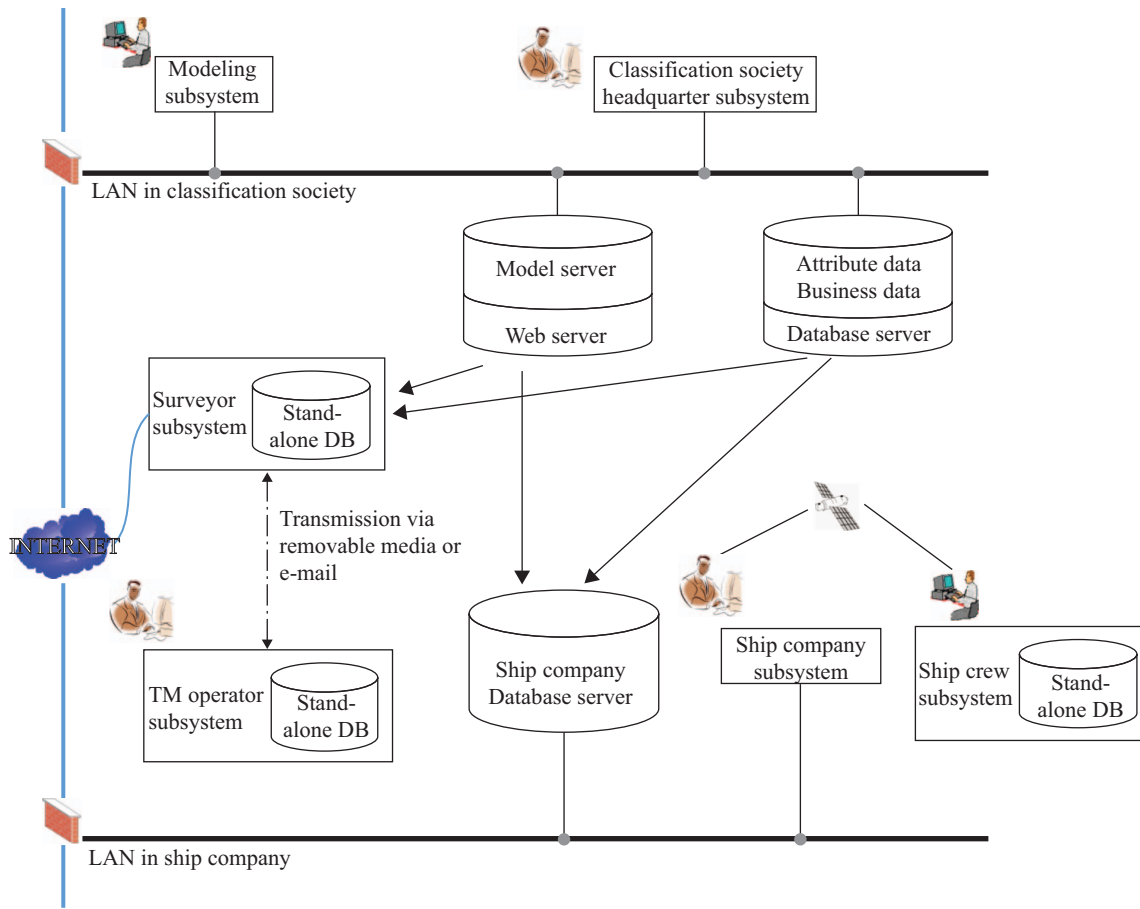 Modeling
subsystem
Classification society
headquarter subsystem
LAN in classification society
Model server
Web server
Attribute data
Business data
Database server
Surveyor
subsystem
Stand-
alone DB
INTERNET
Transmission via
removable media or
e-mail
TM operator
subsystem
Stand-
alone DB
Ship company
Database server
Ship company
subsystem
Ship crew
subsystem
Stand-
alone DB
LAN in ship company